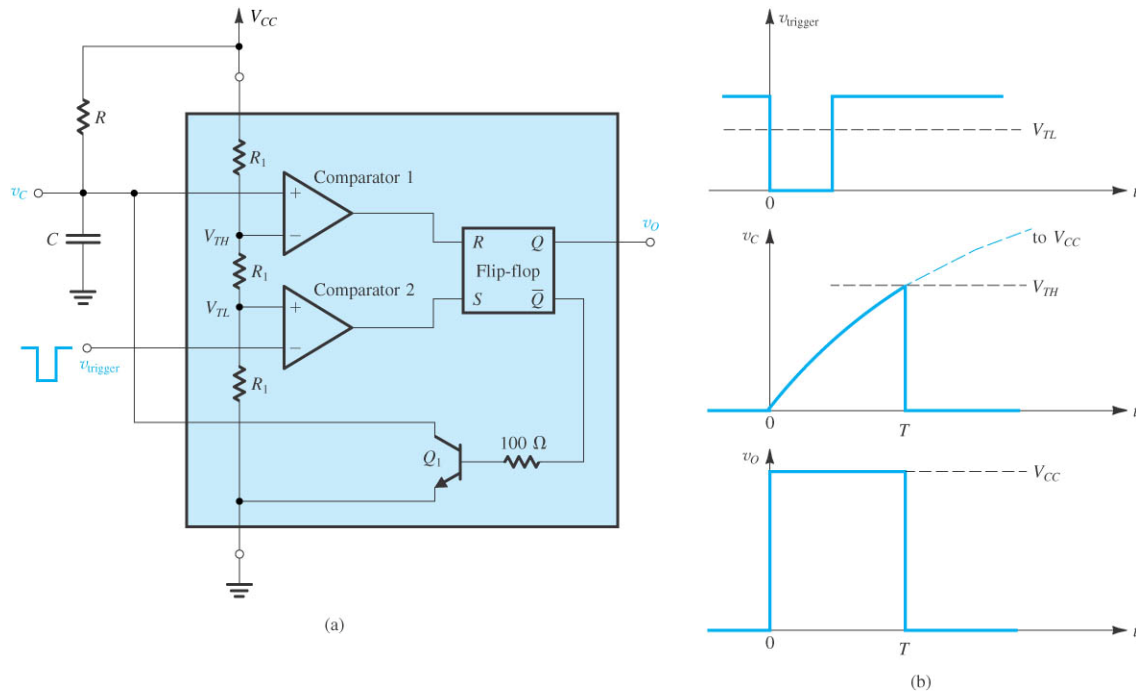 V_CC
R
R_1
Comparator 1
v_C
+
−
C
V_TH
R_1
R Q
v_O
Flip-flop
S Q̅
Comparator 2
V_TL
+
−
v_trigger
R_1
100 Ω
Q_1
(a)
v_trigger
V_TL
0
t
v_C
to V_CC
V_TH
0
T
t
v_O
V_CC
0
T
t
(b)